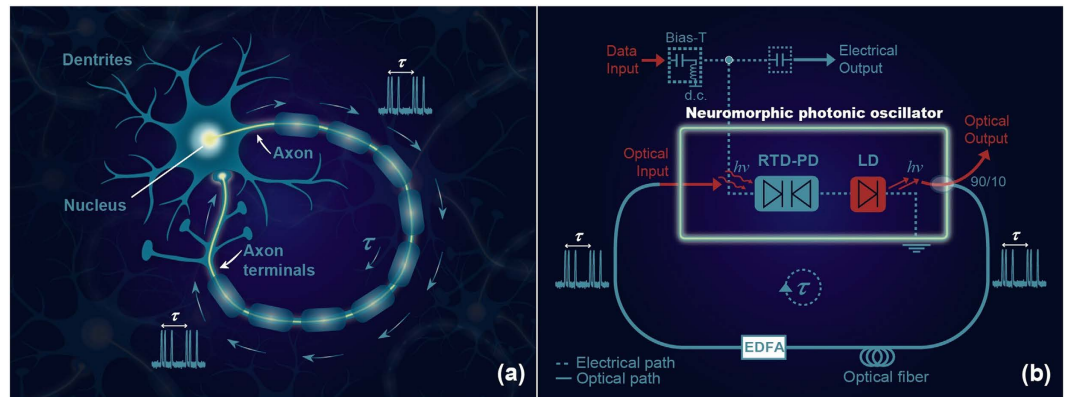 Dentrites
τ
Axon
Nucleus
τ
Axon
terminals
τ
(a)
Bias-T
Data
Input
Electrical
Output
d.c.
Neuromorphic photonic oscillator
Optical
Output
Optical
Input
hν
RTD-PD
LD
hν
90/10
τ
τ
τ
EDFA
Electrical path
Optical path
Optical fiber
(b)